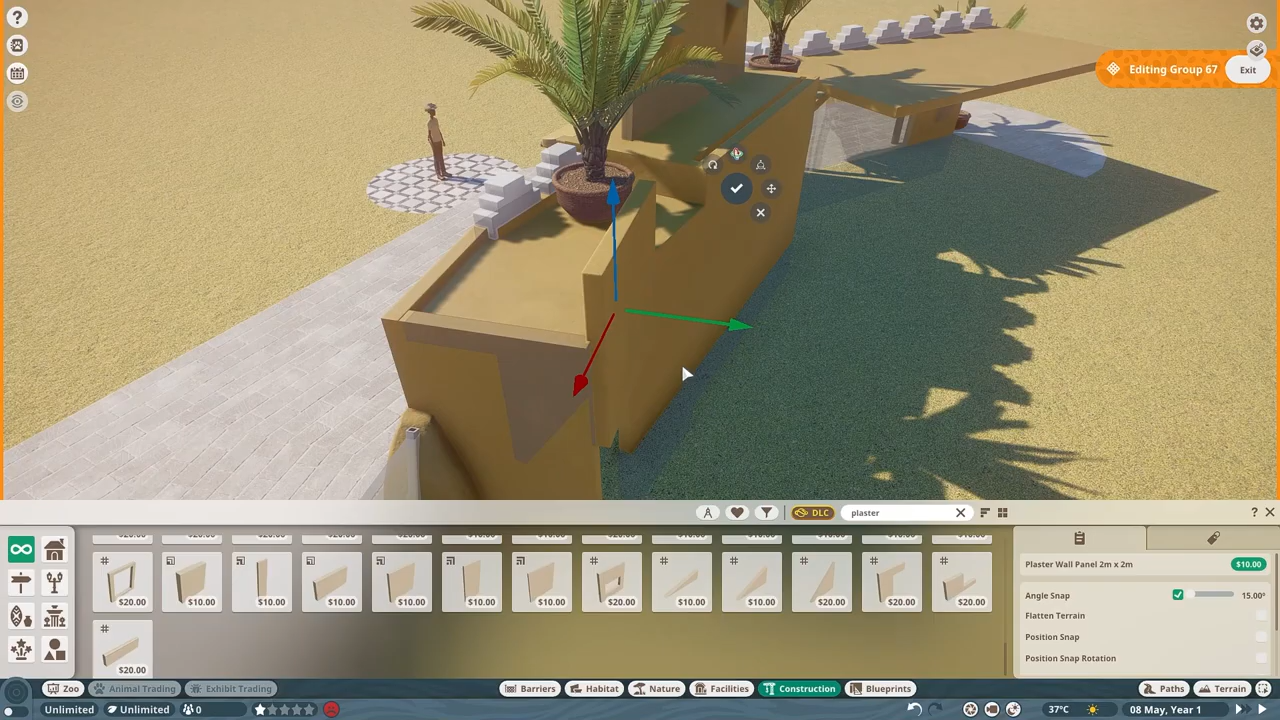 Editing Group 67
Exit
DLC
plaster
$20.00 $10.00 $10.00 $10.00 $10.00 $10.00 $10.00 $20.00 $10.00 $10.00 $20.00 $10.00 $20.00
$20.00
Plaster Wall Panel 2m x 2m $10.00
Angle Snap 15.00°
Flatten Terrain
Position Snap
Position Snap Rotation
Zoo Animal Trading Exhibit Trading Barriers Habitat Nature Facilities Construction Blueprints Paths Terrain
Unlimited Unlimited 0 37°C 08 May, Year 1